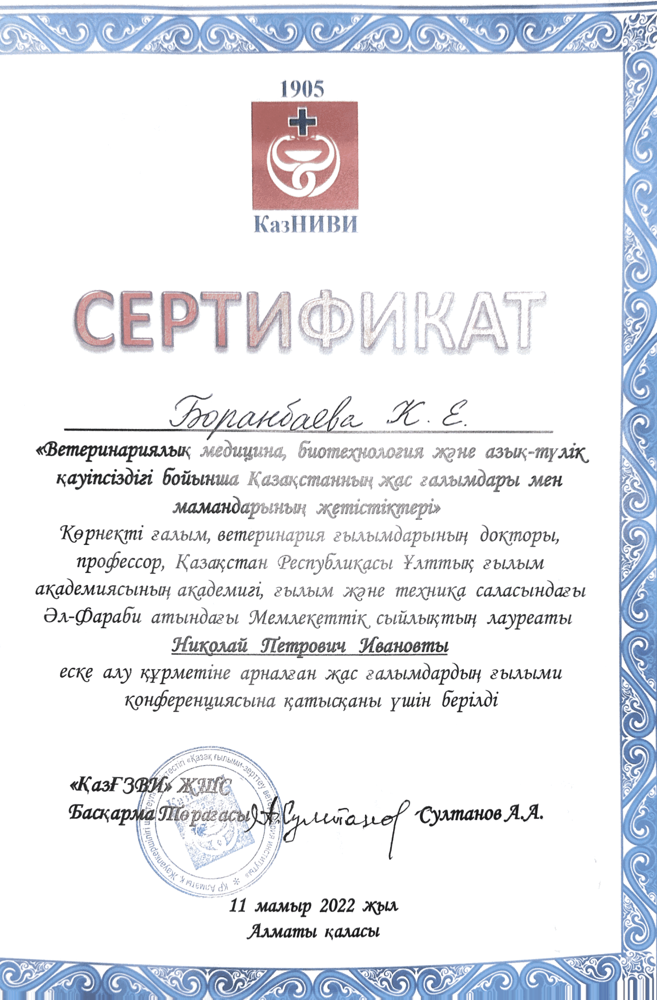 1905
КазНИВИ
СЕРТИФИКАТ
Боранбаева К. Е.
«Ветеринариялық медицина, биотехнология және азық-түлік
қауіпсіздігі бойынша Қазақстанның жас ғалымдары мен
мамандарының жетістіктері»
Көрнекті ғалым, ветеринария ғылымдарының докторы,
профессор, Қазақстан Республикасы Ұлттық ғылым
академиясының академигі, ғылым және техника саласындағы
Әл-Фараби атындағы Мемлекеттік сыйлықтың лауреаты
Николай Петрович Ивановты
еске алу құрметіне арналған жас ғалымдардың ғылыми
конференциясына қатысқаны үшін берілді
«ҚазҒЗВИ» ЖШС
Басқарма Төрағасы А.Султанов Султанов А.А.
ҚР Алматы қ. Жауапкершілігі шектеулі серіктестігі «Қазақ ғылыми-зерттеу ветеринария институты» *
11 мамыр 2022 жыл
Алматы қаласы